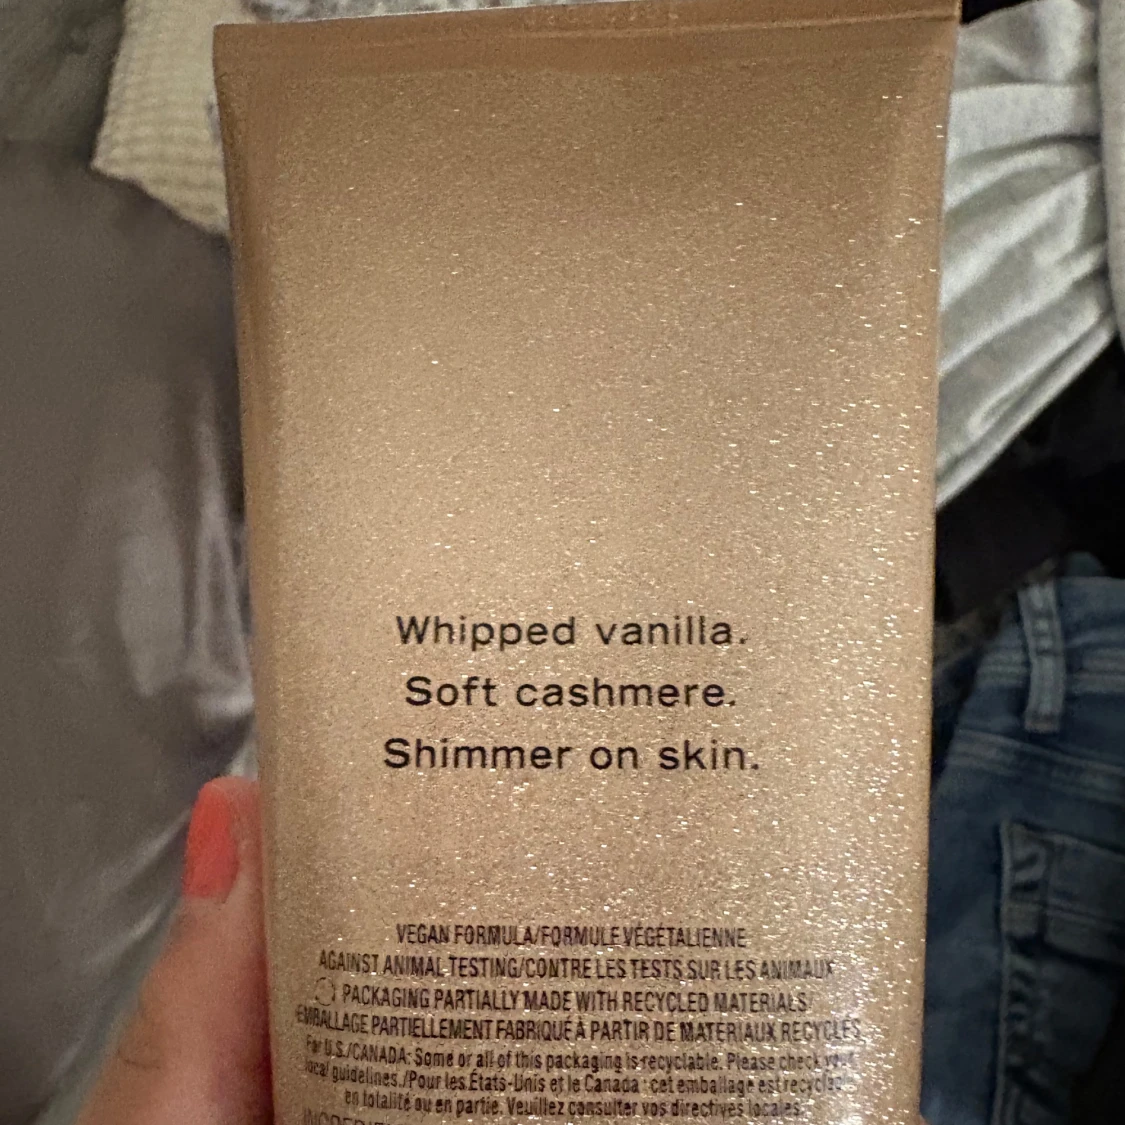 Whipped vanilla.
Soft cashmere.
Shimmer on skin.
VEGAN FORMULA/FORMULE VÉGÉTALIENNE
AGAINST ANIMAL TESTING/CONTRE LES TESTS SUR LES ANIMAUX
PACKAGING PARTIALLY MADE WITH RECYCLED MATERIALS/
EMBALLAGE PARTIELLEMENT FABRIQUÉ À PARTIR DE MATERIAUX RECYCLÉS
For U.S./CANADA: Some or all of this packaging is recyclable. Please check your
local guidelines./Pour les États-Unis et le Canada : cet emballage est recyclable
en totalité ou en partie. Veuillez consulter vos directives locales.